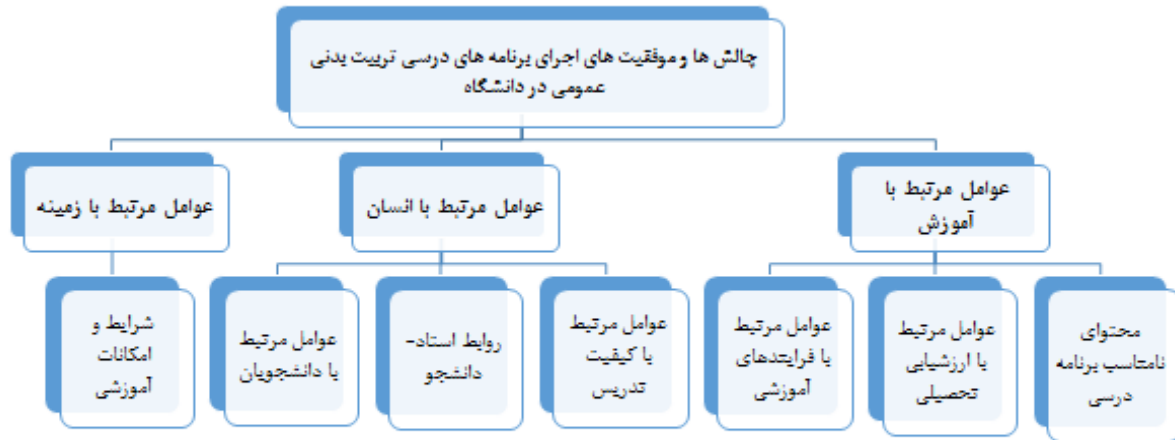 چالش ها و موفقیت های اجرای برنامه های درسی تربیت بدنی
عمومی در دانشگاه
عوامل مرتبط با
آموزش
عوامل مرتبط با انسان
عوامل مرتبط با زمینه
محتوای
نامتاسب برنامه
درسی
عوامل مرتبط
با ارزشیابی
تحصیلی
عوامل مرتبط
با فرایندهای
آموزشی
عوامل مرتبط
با کیفیت
تدریس
روابط استاد-
دانشجو
عوامل مرتبط
با دانشجویان
شرایط و
امکانات
آموزشی